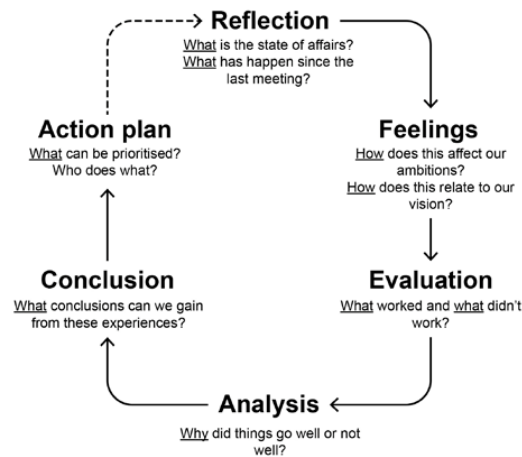 Reflection
What is the state of affairs?
What has happen since the
last meeting?
Feelings
How does this affect our
ambitions?
How does this relate to our
vision?
Evaluation
What worked and what didn't
work?
Analysis
Why did things go well or not
well?
Conclusion
What conclusions can we gain
from these experiences?
Action plan
What can be prioritised?
Who does what?